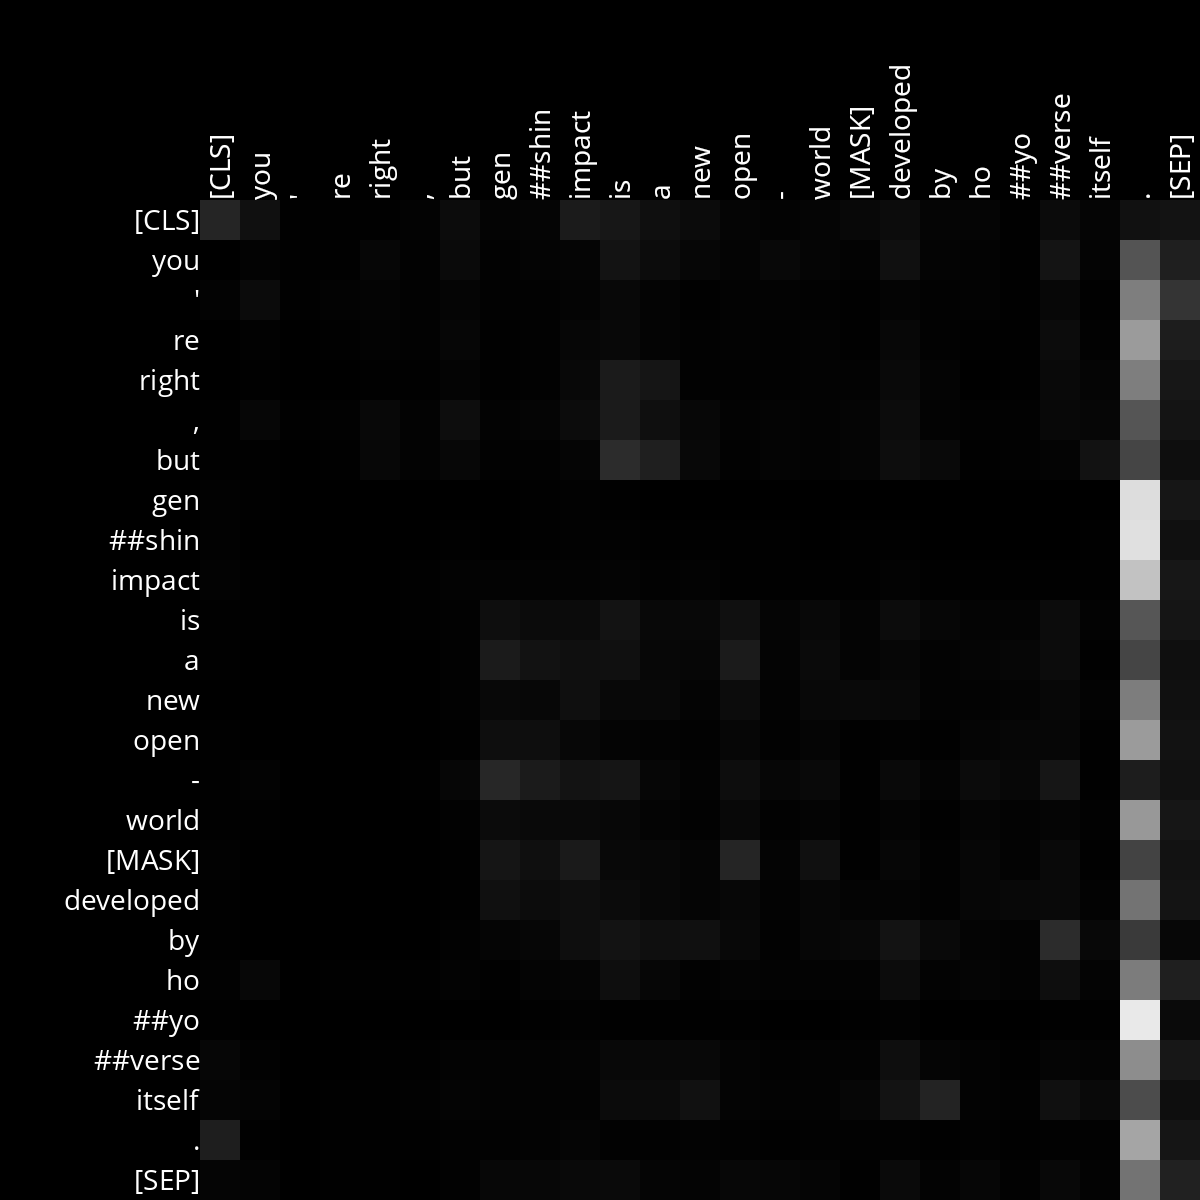 [CLS] you ' re right , but gen ##shin impact is a new open - world [MASK] developed by ho ##yo ##verse itself . [SEP]
[CLS]
you
'
re
right
,
but
gen
##shin
impact
is
a
new
open
-
world
[MASK]
developed
by
ho
##yo
##verse
itself
.
[SEP]